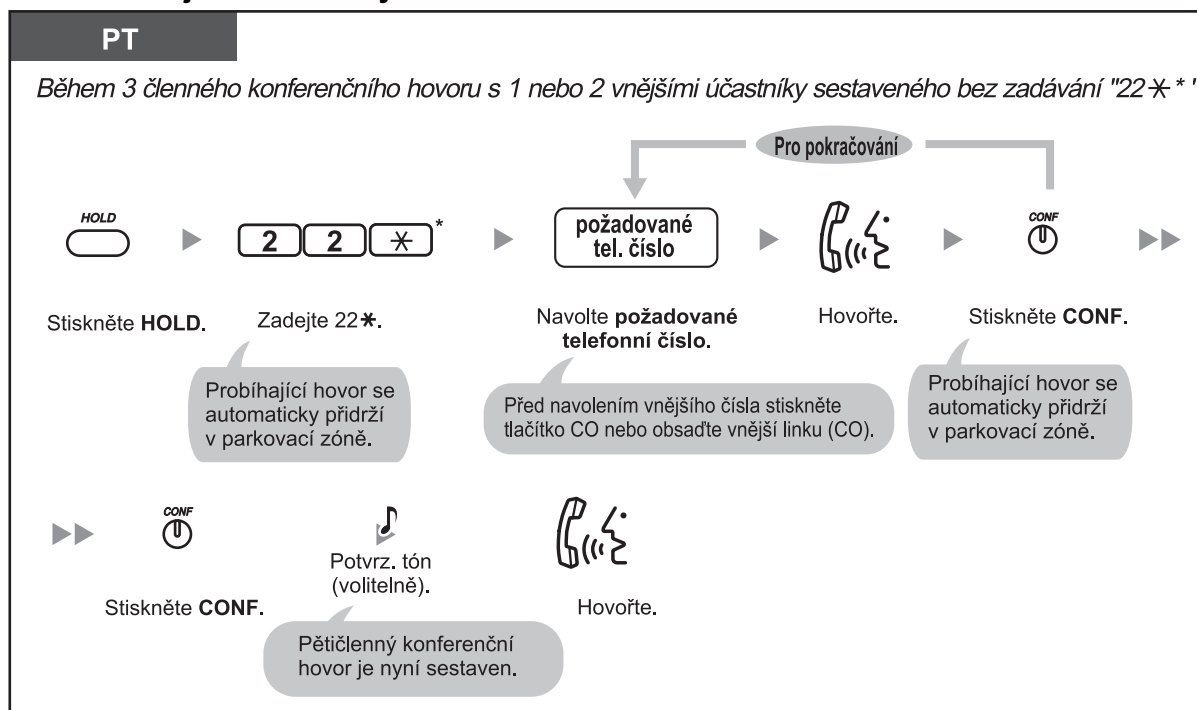 PT
Během 3 členného konferenčního hovoru s 1 nebo 2 vnějšími účastníky sestaveného bez zadávání "22✳*"
Pro pokračování
HOLD
2 2 ✳ *
požadované
tel. číslo
CONF
Stiskněte HOLD.
Zadejte 22✳.
Navolte požadované
telefonní číslo.
Hovořte.
Stiskněte CONF.
Probíhající hovor se
automaticky přidrží
v parkovací zóně.
Před navolením vnějšího čísla stiskněte
tlačítko CO nebo obsaďte vnější linku (CO).
Probíhající hovor se
automaticky přidrží
v parkovací zóně.
CONF
Stiskněte CONF.
Potvrz. tón
(volitelně).
Hovořte.
Pětičlenný konferenční
hovor je nyní sestaven.